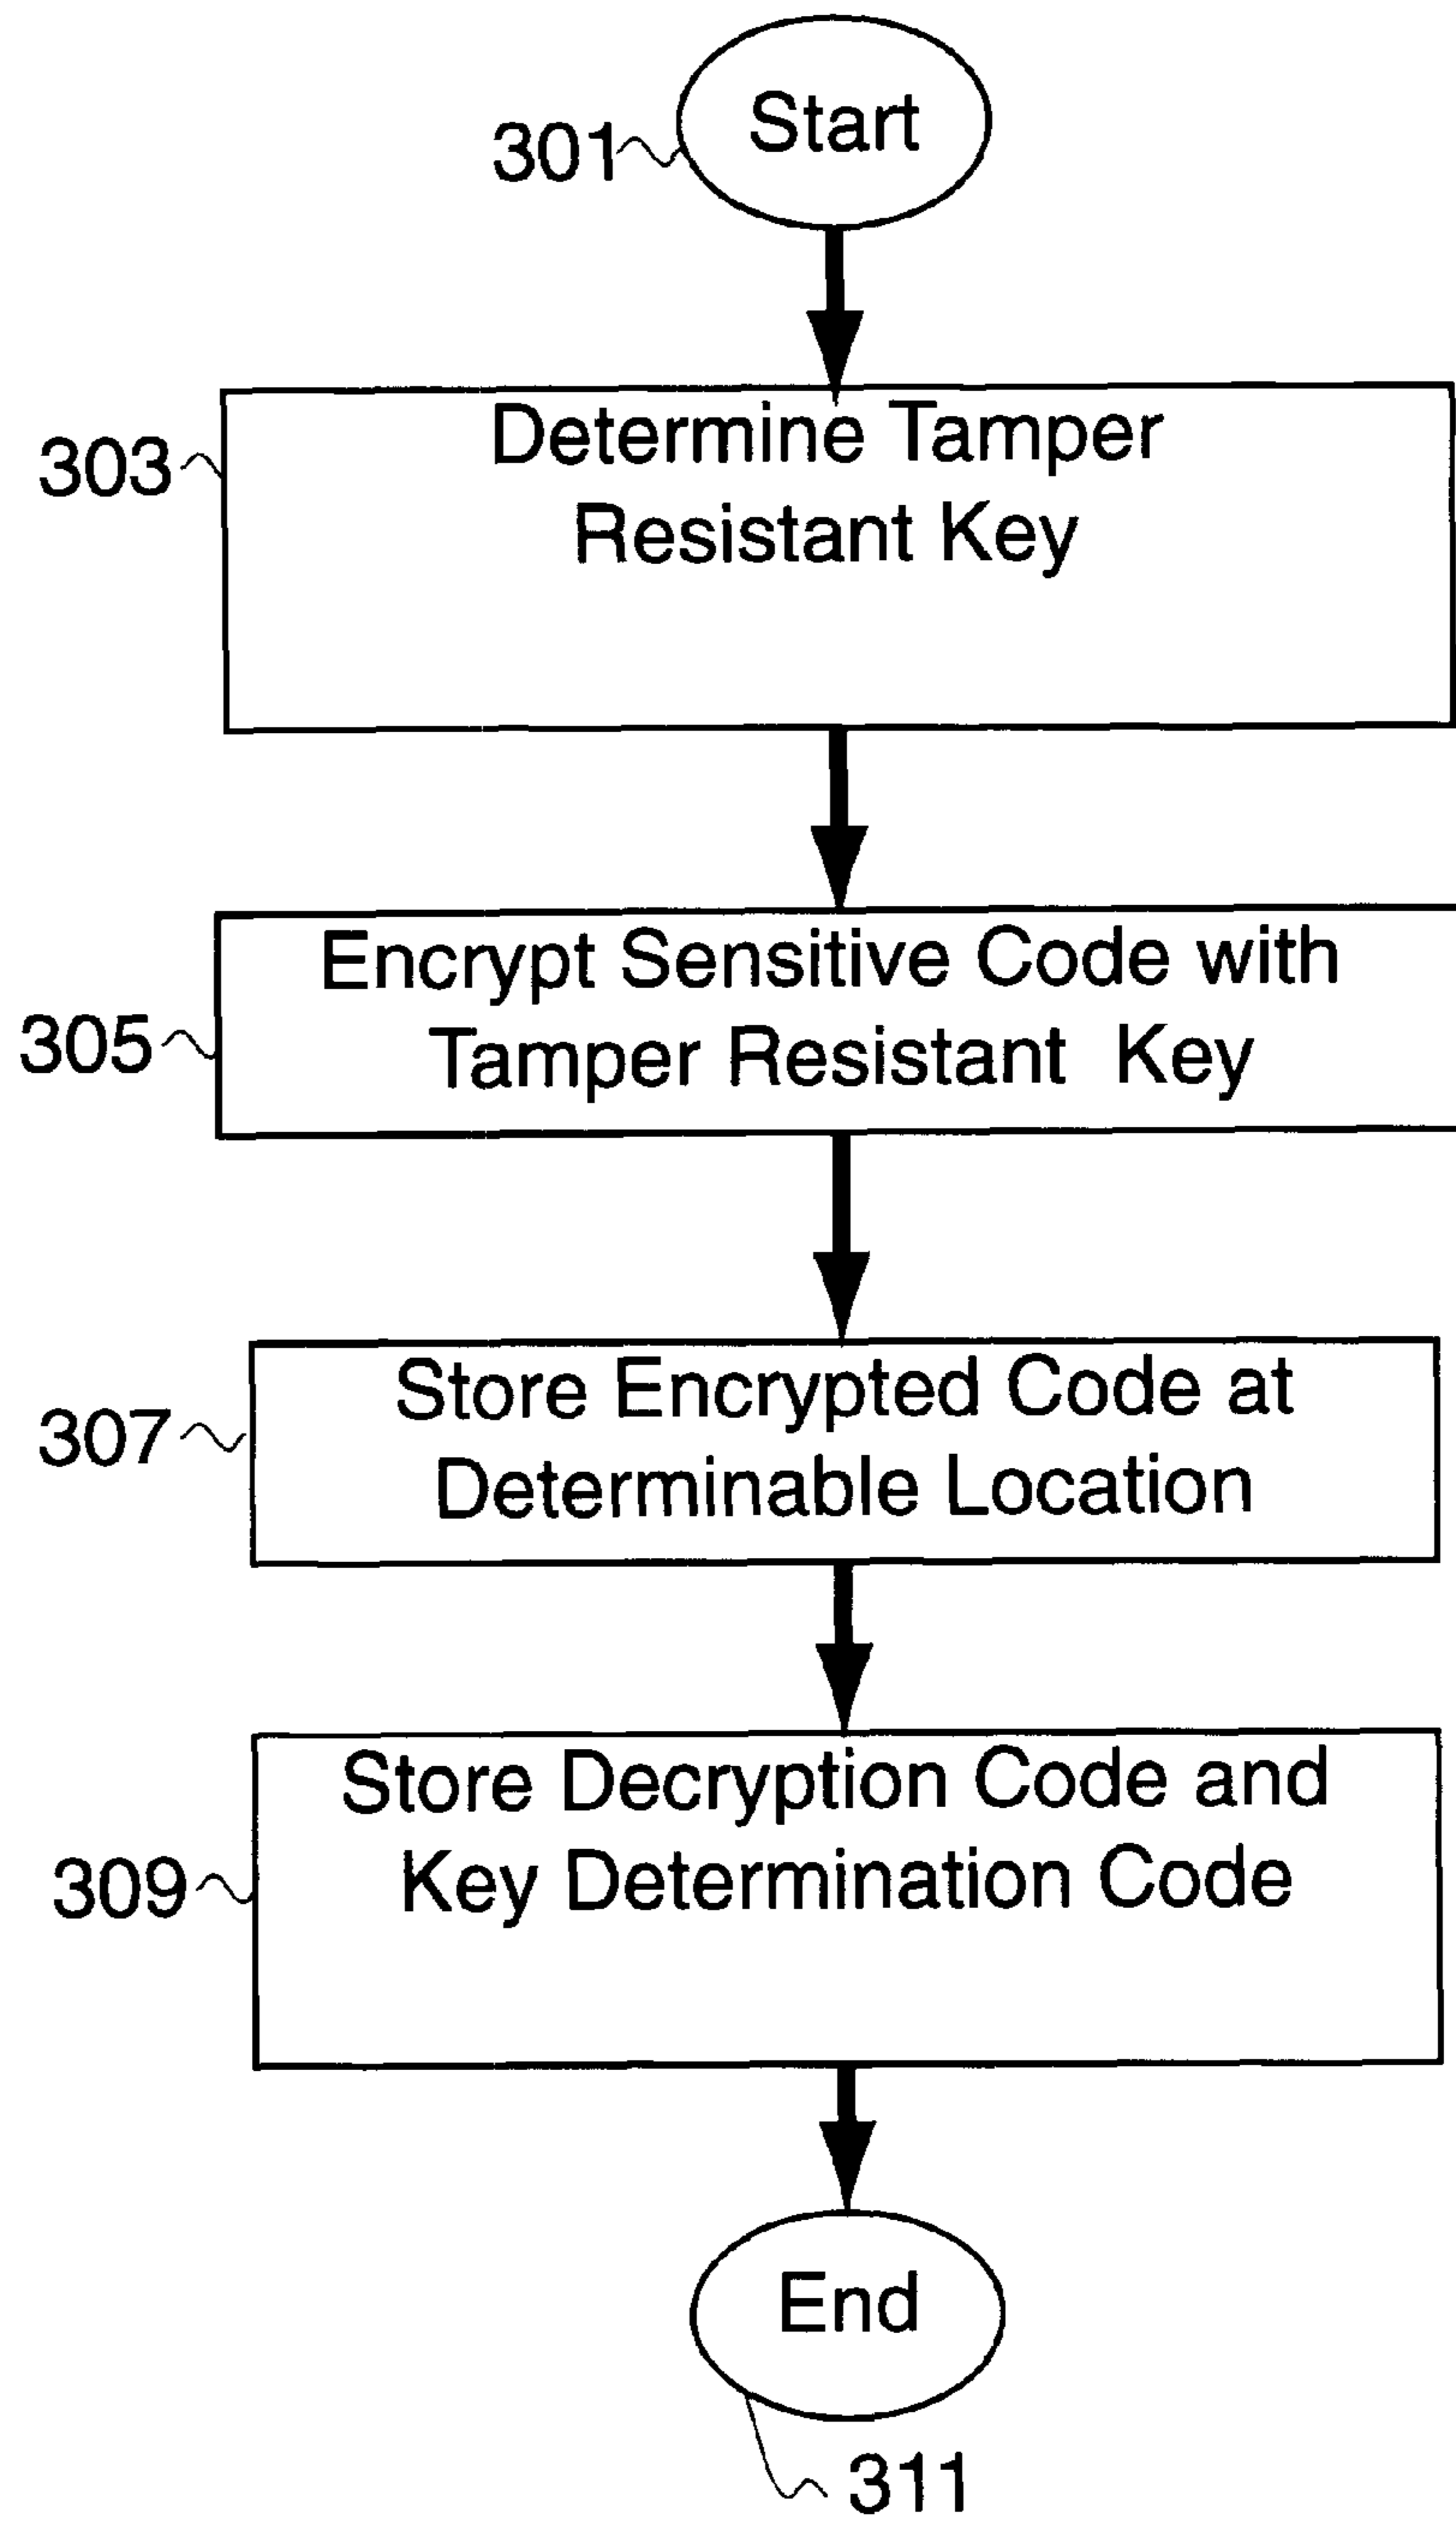 Start
301
Determine Tamper
Resistant Key
303
Encrypt Sensitive Code with
Tamper Resistant Key
305
Store Encrypted Code at
Determinable Location
307
Store Decryption Code and
Key Determination Code
309
End
311